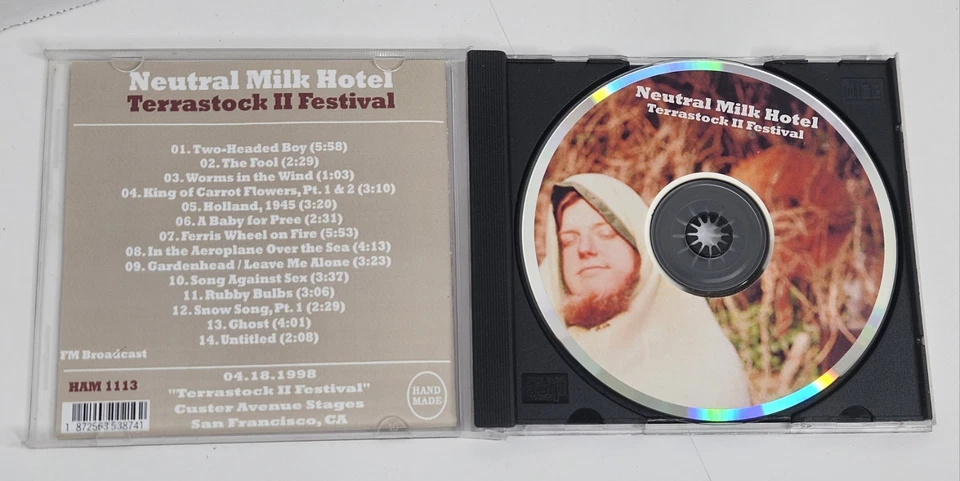 Neutral Milk Hotel
Terrastock II Festival
01. Two-Headed Boy (5:58)
02. The Fool (2:29)
03. Worms in the Wind (1:03)
04. King of Carrot Flowers, Pt. 1 & 2 (3:10)
05. Holland, 1945 (3:20)
06. A Baby for Pree (2:31)
07. Ferris Wheel on Fire (5:53)
08. In the Aeroplane Over the Sea (4:13)
09. Gardenhead / Leave Me Alone (3:23)
10. Song Against Sex (3:37)
11. Rubby Bulbs (3:06)
12. Snow Song, Pt. 1 (2:29)
13. Ghost (4:01)
14. Untitled (2:08)
FM Broadcast
HAM 1113
1 872563 538741
04.18.1998
"Terrastock II Festival"
Custer Avenue Stages
San Francisco, CA
HAND
MADE
Neutral Milk Hotel
Terrastock II Festival